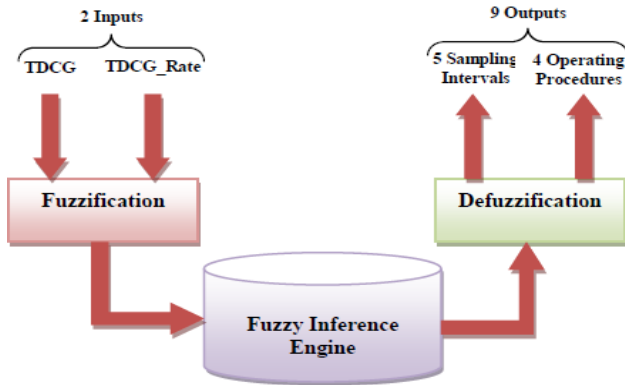 2 Inputs
9 Outputs
TDCG
TDCG_Rate
5 Sampling
Intervals
4 Operating
Procedures
Fuzzification
Defuzzification
Fuzzy Inference
Engine